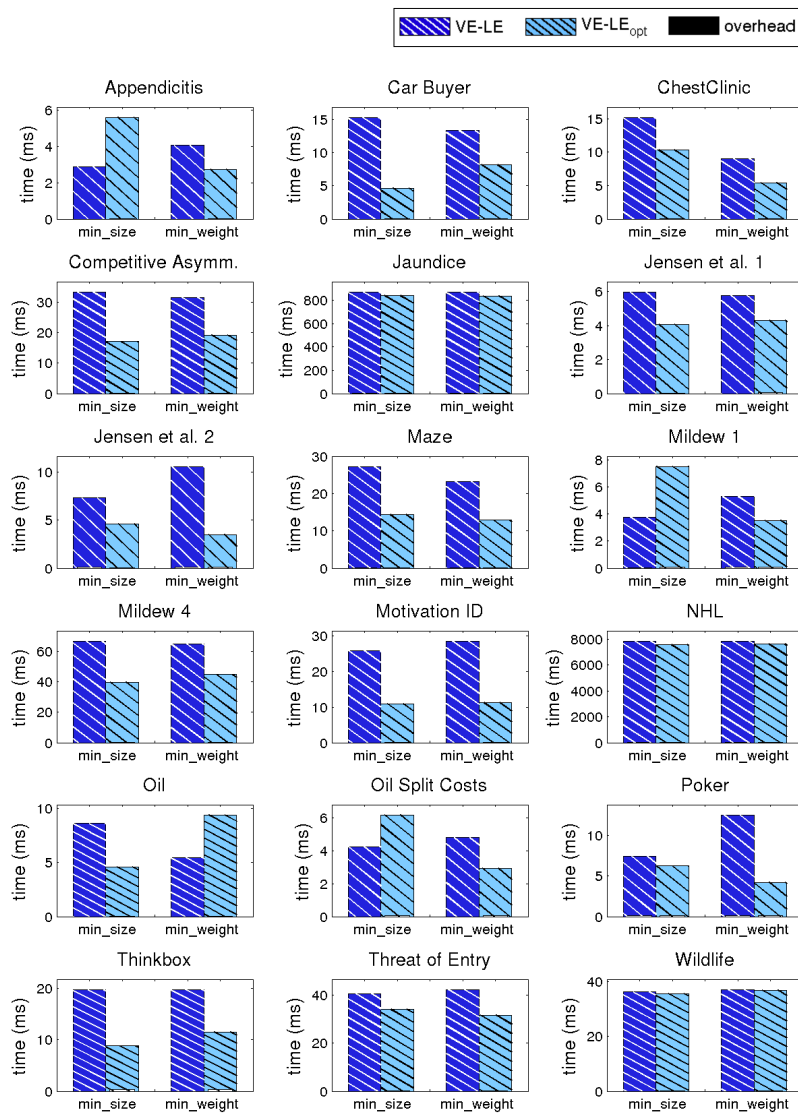 VE-LE VE-LEopt overhead
Appendicitis Car Buyer ChestClinic
time (ms) 6 4 2 0 min_size min_weight
time (ms) 15 10 5 0 min_size min_weight
time (ms) 15 10 5 0 min_size min_weight
Competitive Asymm. Jaundice Jensen et al. 1
time (ms) 30 20 10 0 min_size min_weight
time (ms) 800 600 400 200 0 min_size min_weight
time (ms) 6 4 2 0 min_size min_weight
Jensen et al. 2 Maze Mildew 1
time (ms) 10 5 0 min_size min_weight
time (ms) 30 20 10 0 min_size min_weight
time (ms) 8 6 4 2 0 min_size min_weight
Mildew 4 Motivation ID NHL
time (ms) 60 40 20 0 min_size min_weight
time (ms) 30 20 10 0 min_size min_weight
time (ms) 8000 6000 4000 2000 0 min_size min_weight
Oil Oil Split Costs Poker
time (ms) 10 5 0 min_size min_weight
time (ms) 6 4 2 0 min_size min_weight
time (ms) 10 5 0 min_size min_weight
Thinkbox Threat of Entry Wildlife
time (ms) 20 10 0 min_size min_weight
time (ms) 40 20 0 min_size min_weight
time (ms) 40 20 0 min_size min_weight